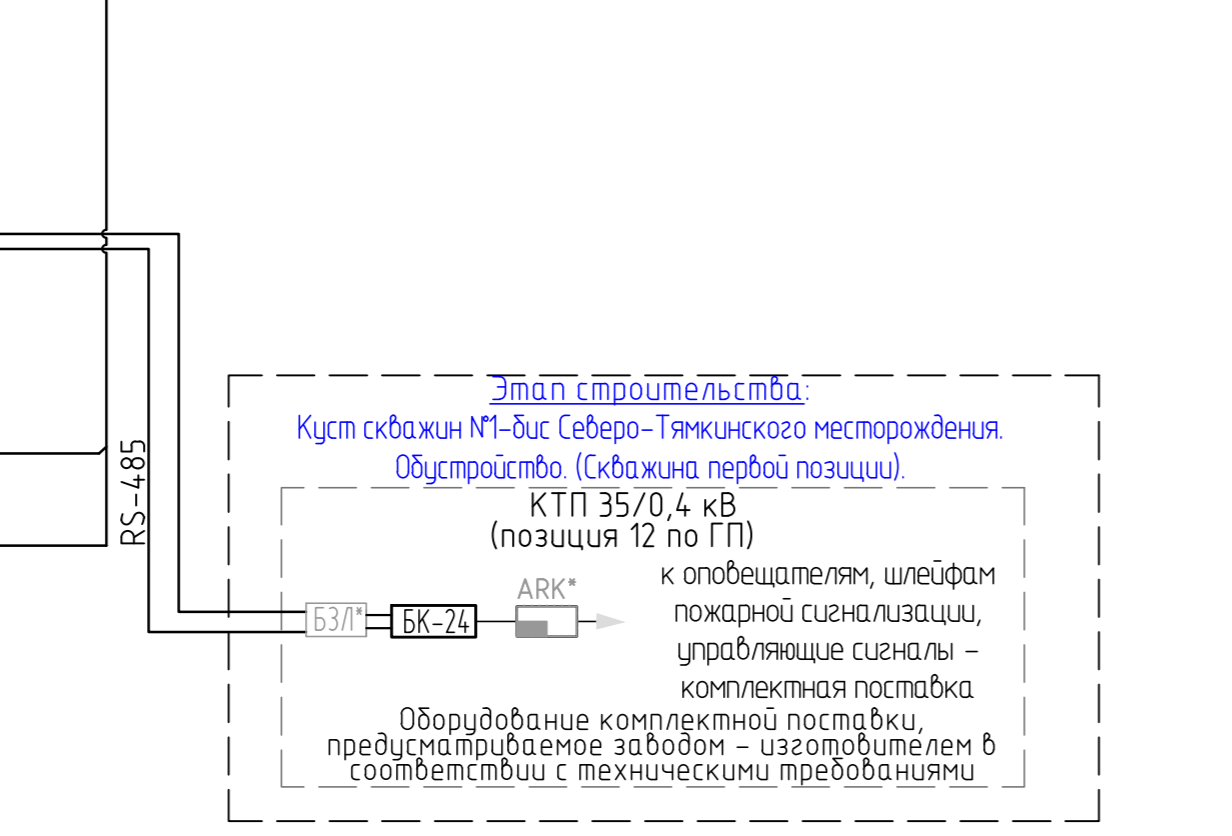 RS-485
Этап строительства:
Куст скважин №1-бис Северо-Тямкинского месторождения.
Обустройство. (Скважина первой позиции).
КТП 35/0,4 кВ
(позиция 12 по ГП)
к оповещателям, шлейфам
пожарной сигнализации,
управляющие сигналы -
комплектная поставка
ARK*
БЗЛ*
БК-24
Оборудование комплектной поставки,
предусматриваемое заводом - изготовителем в
соответствии с техническими требованиями